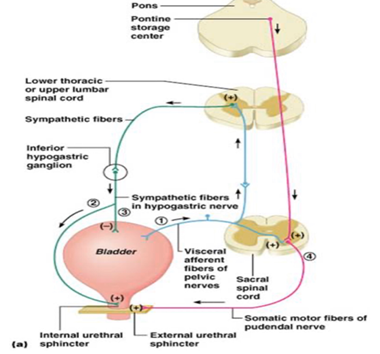 Pons
Pontine
storage
center
Lower thoracic
or upper lumbar
spinal cord
(+)
Sympathetic fibers
Inferior
hypogastric
ganglion
Sympathetic fibers
in hypogastric nerve
②
③
①
(−)
(+)
(+)
Bladder
④
Visceral
afferent
fibers of
pelvic
nerves
Sacral
spinal
cord
(+)
(+)
Somatic motor fibers of
pudendal nerve
(a)
Internal urethral
sphincter
External urethral
sphincter